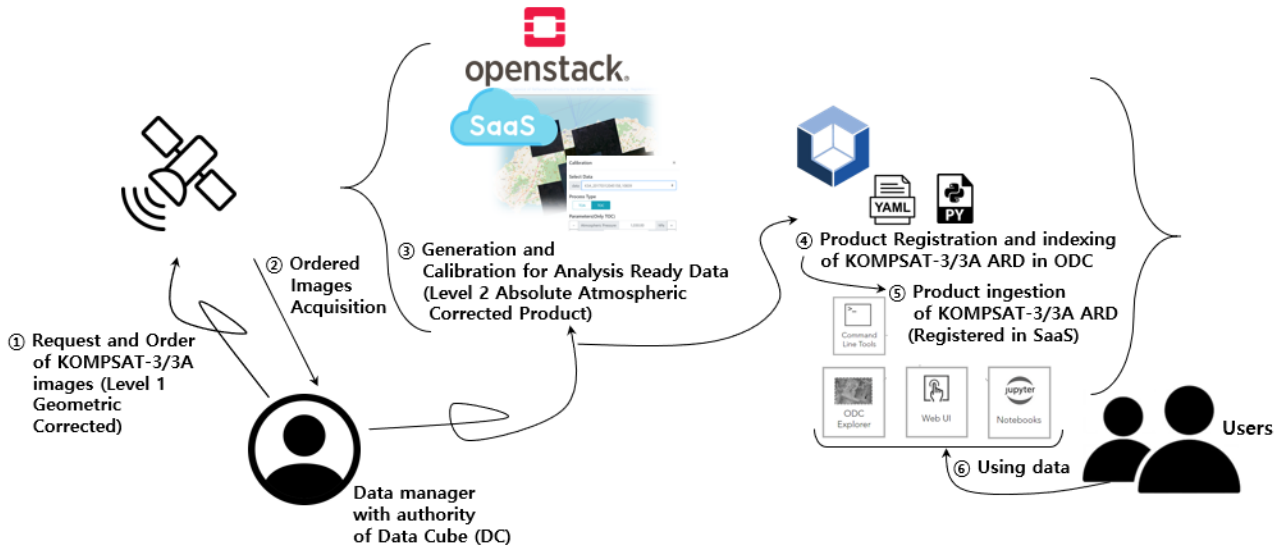 openstack.
SaaS
Calibration
Select Data
Process Type
Parameters(Only TOC)
Atmospheric Pressure
① Request and Order
of KOMPSAT-3/3A
images (Level 1
Geometric
Corrected)
② Ordered
Images
Acquisition
③ Generation and
Calibration for Analysis Ready Data
(Level 2 Absolute Atmospheric
Corrected Product)
YAML
PY
④ Product Registration and indexing
of KOMPSAT-3/3A ARD in ODC
⑤ Product ingestion
of KOMPSAT-3/3A ARD
(Registered in SaaS)
Command
Line Tools
ODC
Explorer
Web UI
jupyter
Notebooks
⑥ Using data
Users
Data manager
with authority
of Data Cube (DC)